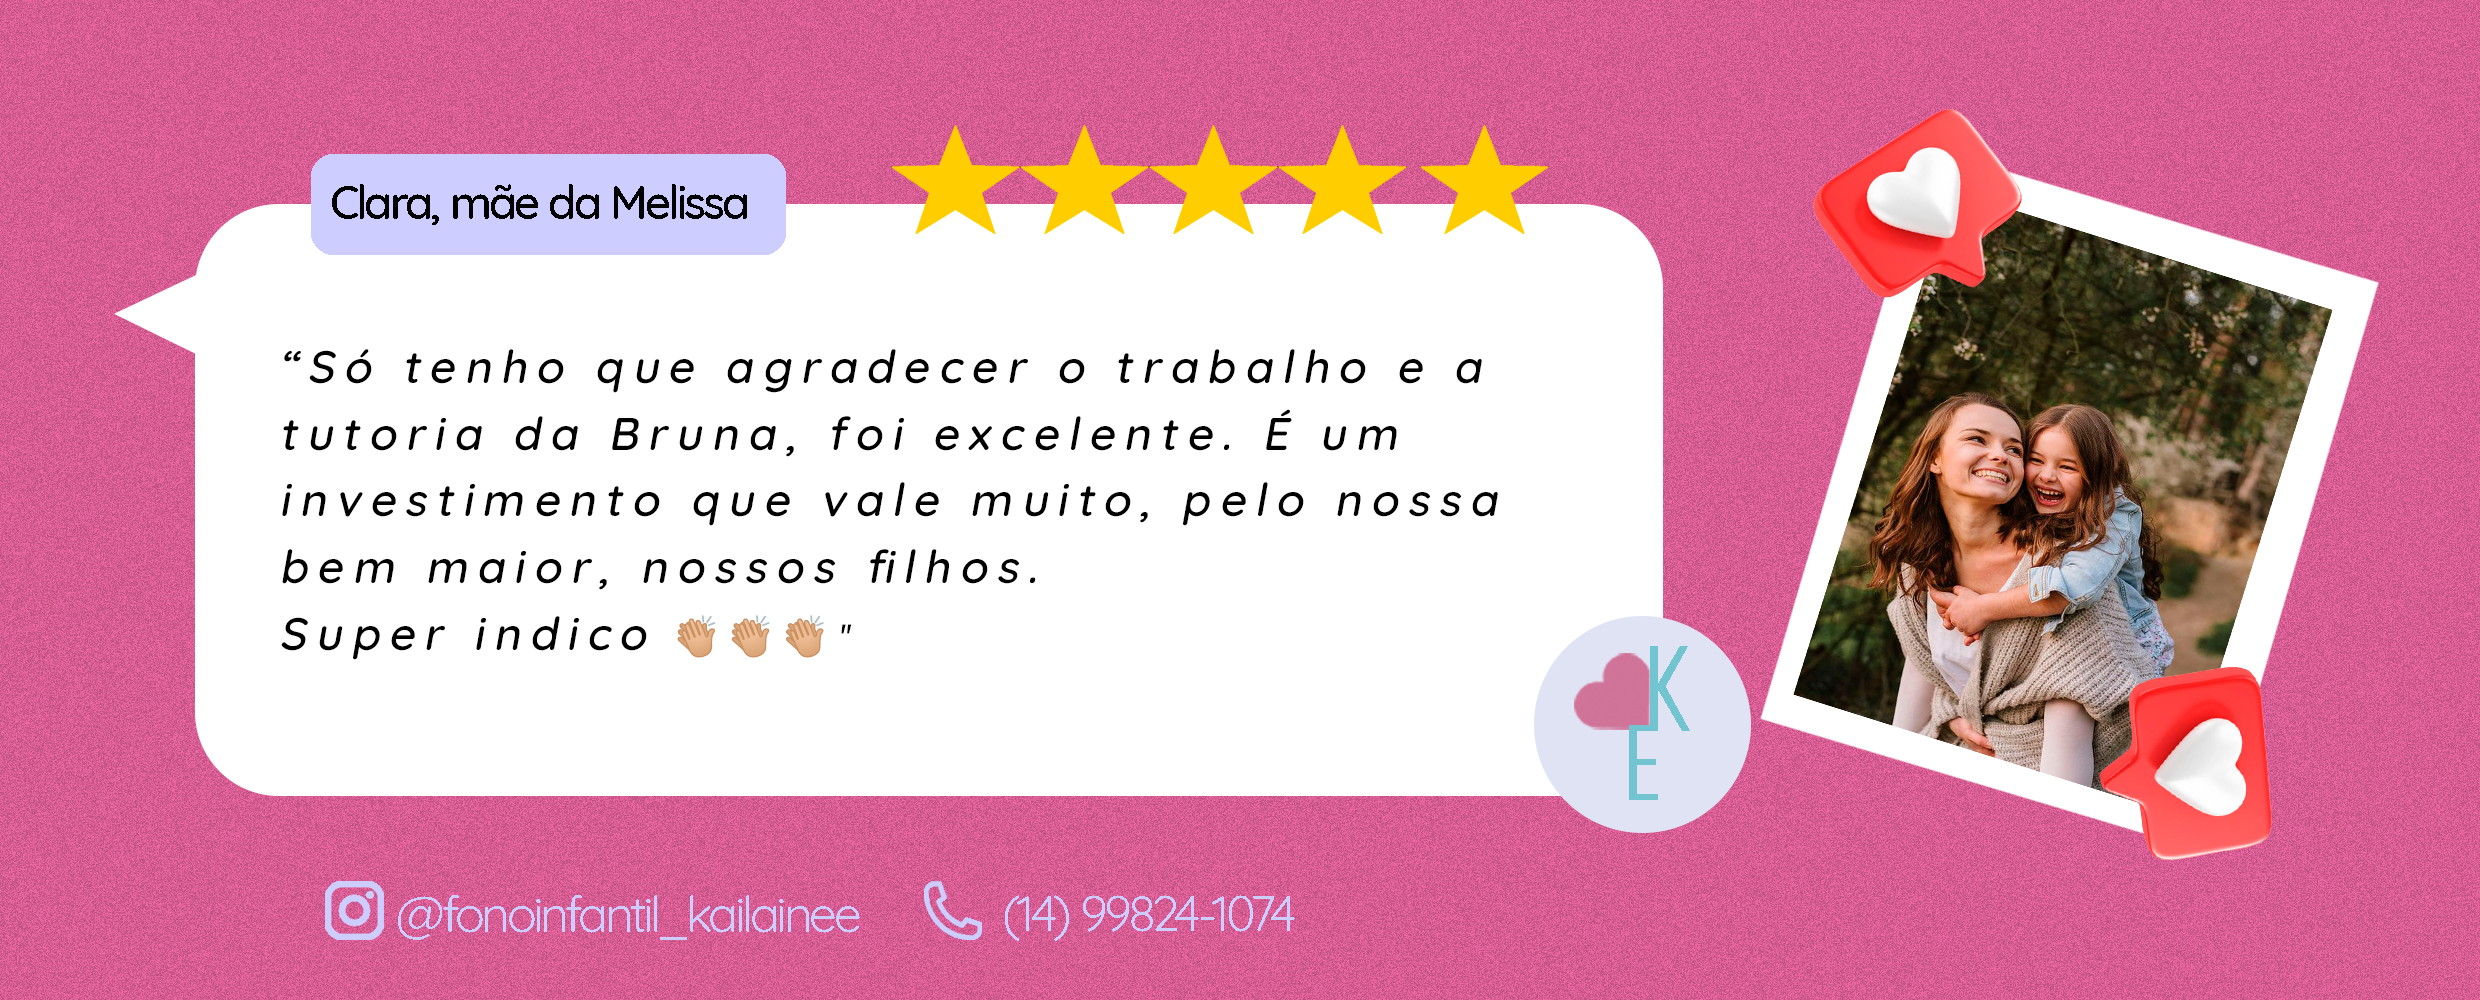 Clara, mãe da Melissa
“Só tenho que agradecer o trabalho e a
tutoria da Bruna, foi excelente. É um
investimento que vale muito, pelo nossa
bem maior, nossos filhos.
Super indico 👏🏼👏🏼👏🏼"
K
E
@fonoinfantil_kailainee
(14) 99824-1074